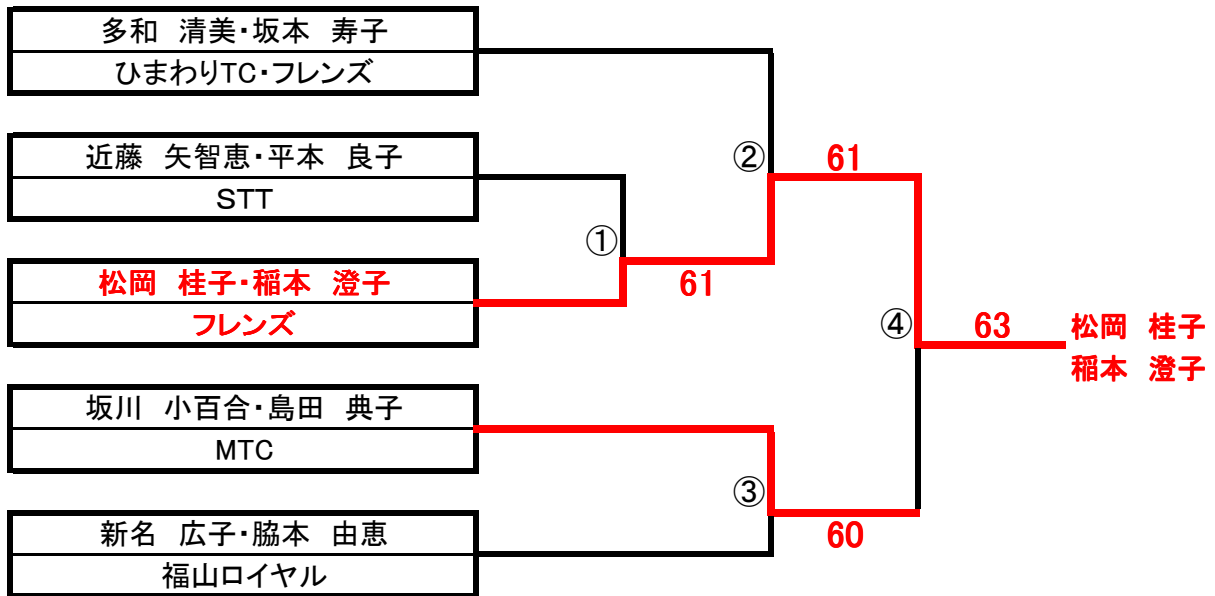 多和　清美・坂本　寿子
ひまわりTC・フレンズ
近藤　矢智恵・平本　良子
STT
松岡　桂子・稲本　澄子
フレンズ
坂川　小百合・島田　典子
MTC
新名　広子・脇本　由恵
福山ロイヤル
①
61
②
61
③
60
④
63
松岡　桂子
稲本　澄子